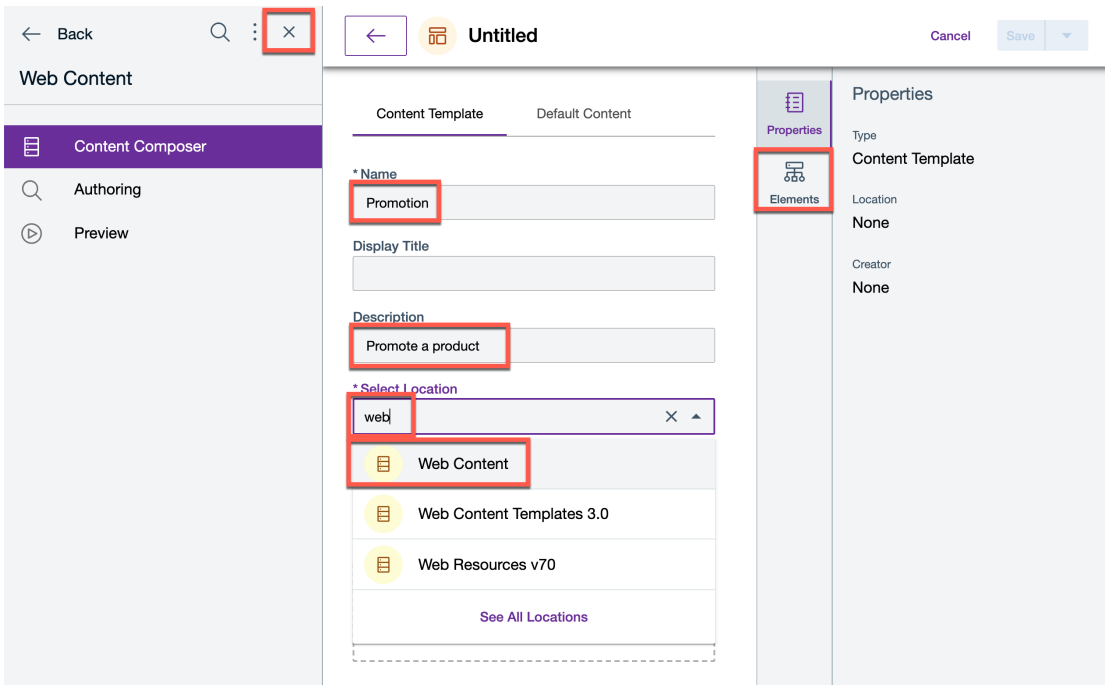 Back
Web Content
Content Composer
Authoring
Preview
Untitled
Cancel
Save
Content Template
Default Content
* Name
Promotion
Display Title
Description
Promote a product
* Select Location
web
Web Content
Web Content Templates 3.0
Web Resources v70
See All Locations
Properties
Elements
Properties
Type
Content Template
Location
None
Creator
None